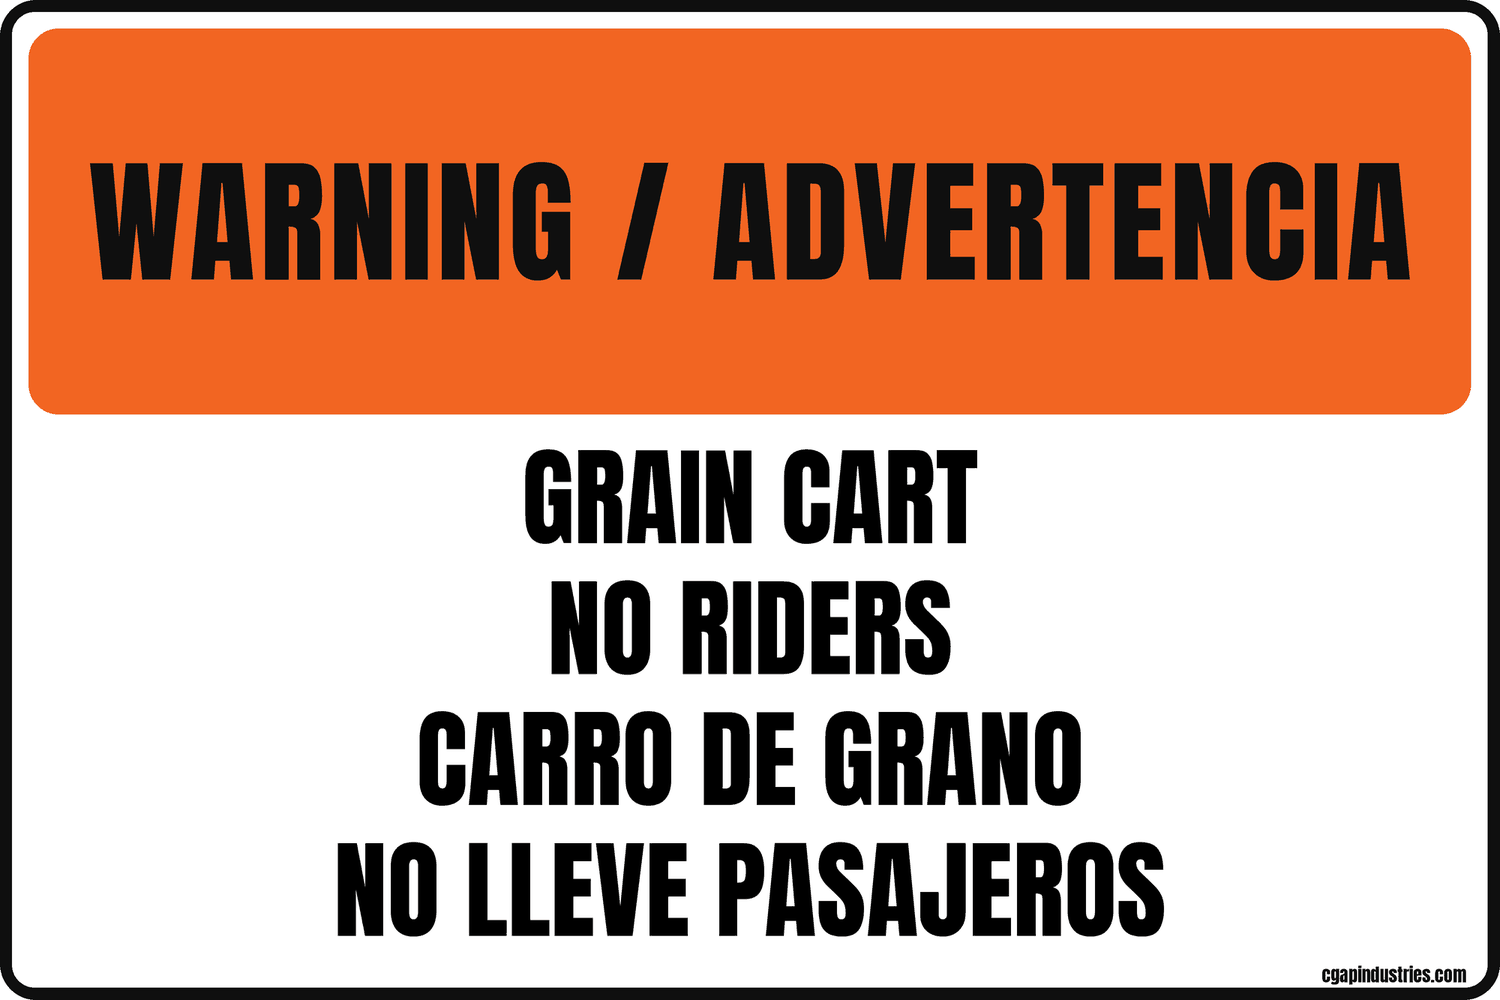 WARNING / ADVERTENCIA
GRAIN CART
NO RIDERS
CARRO DE GRANO
NO LLEVE PASAJEROS
cgapindustries.com